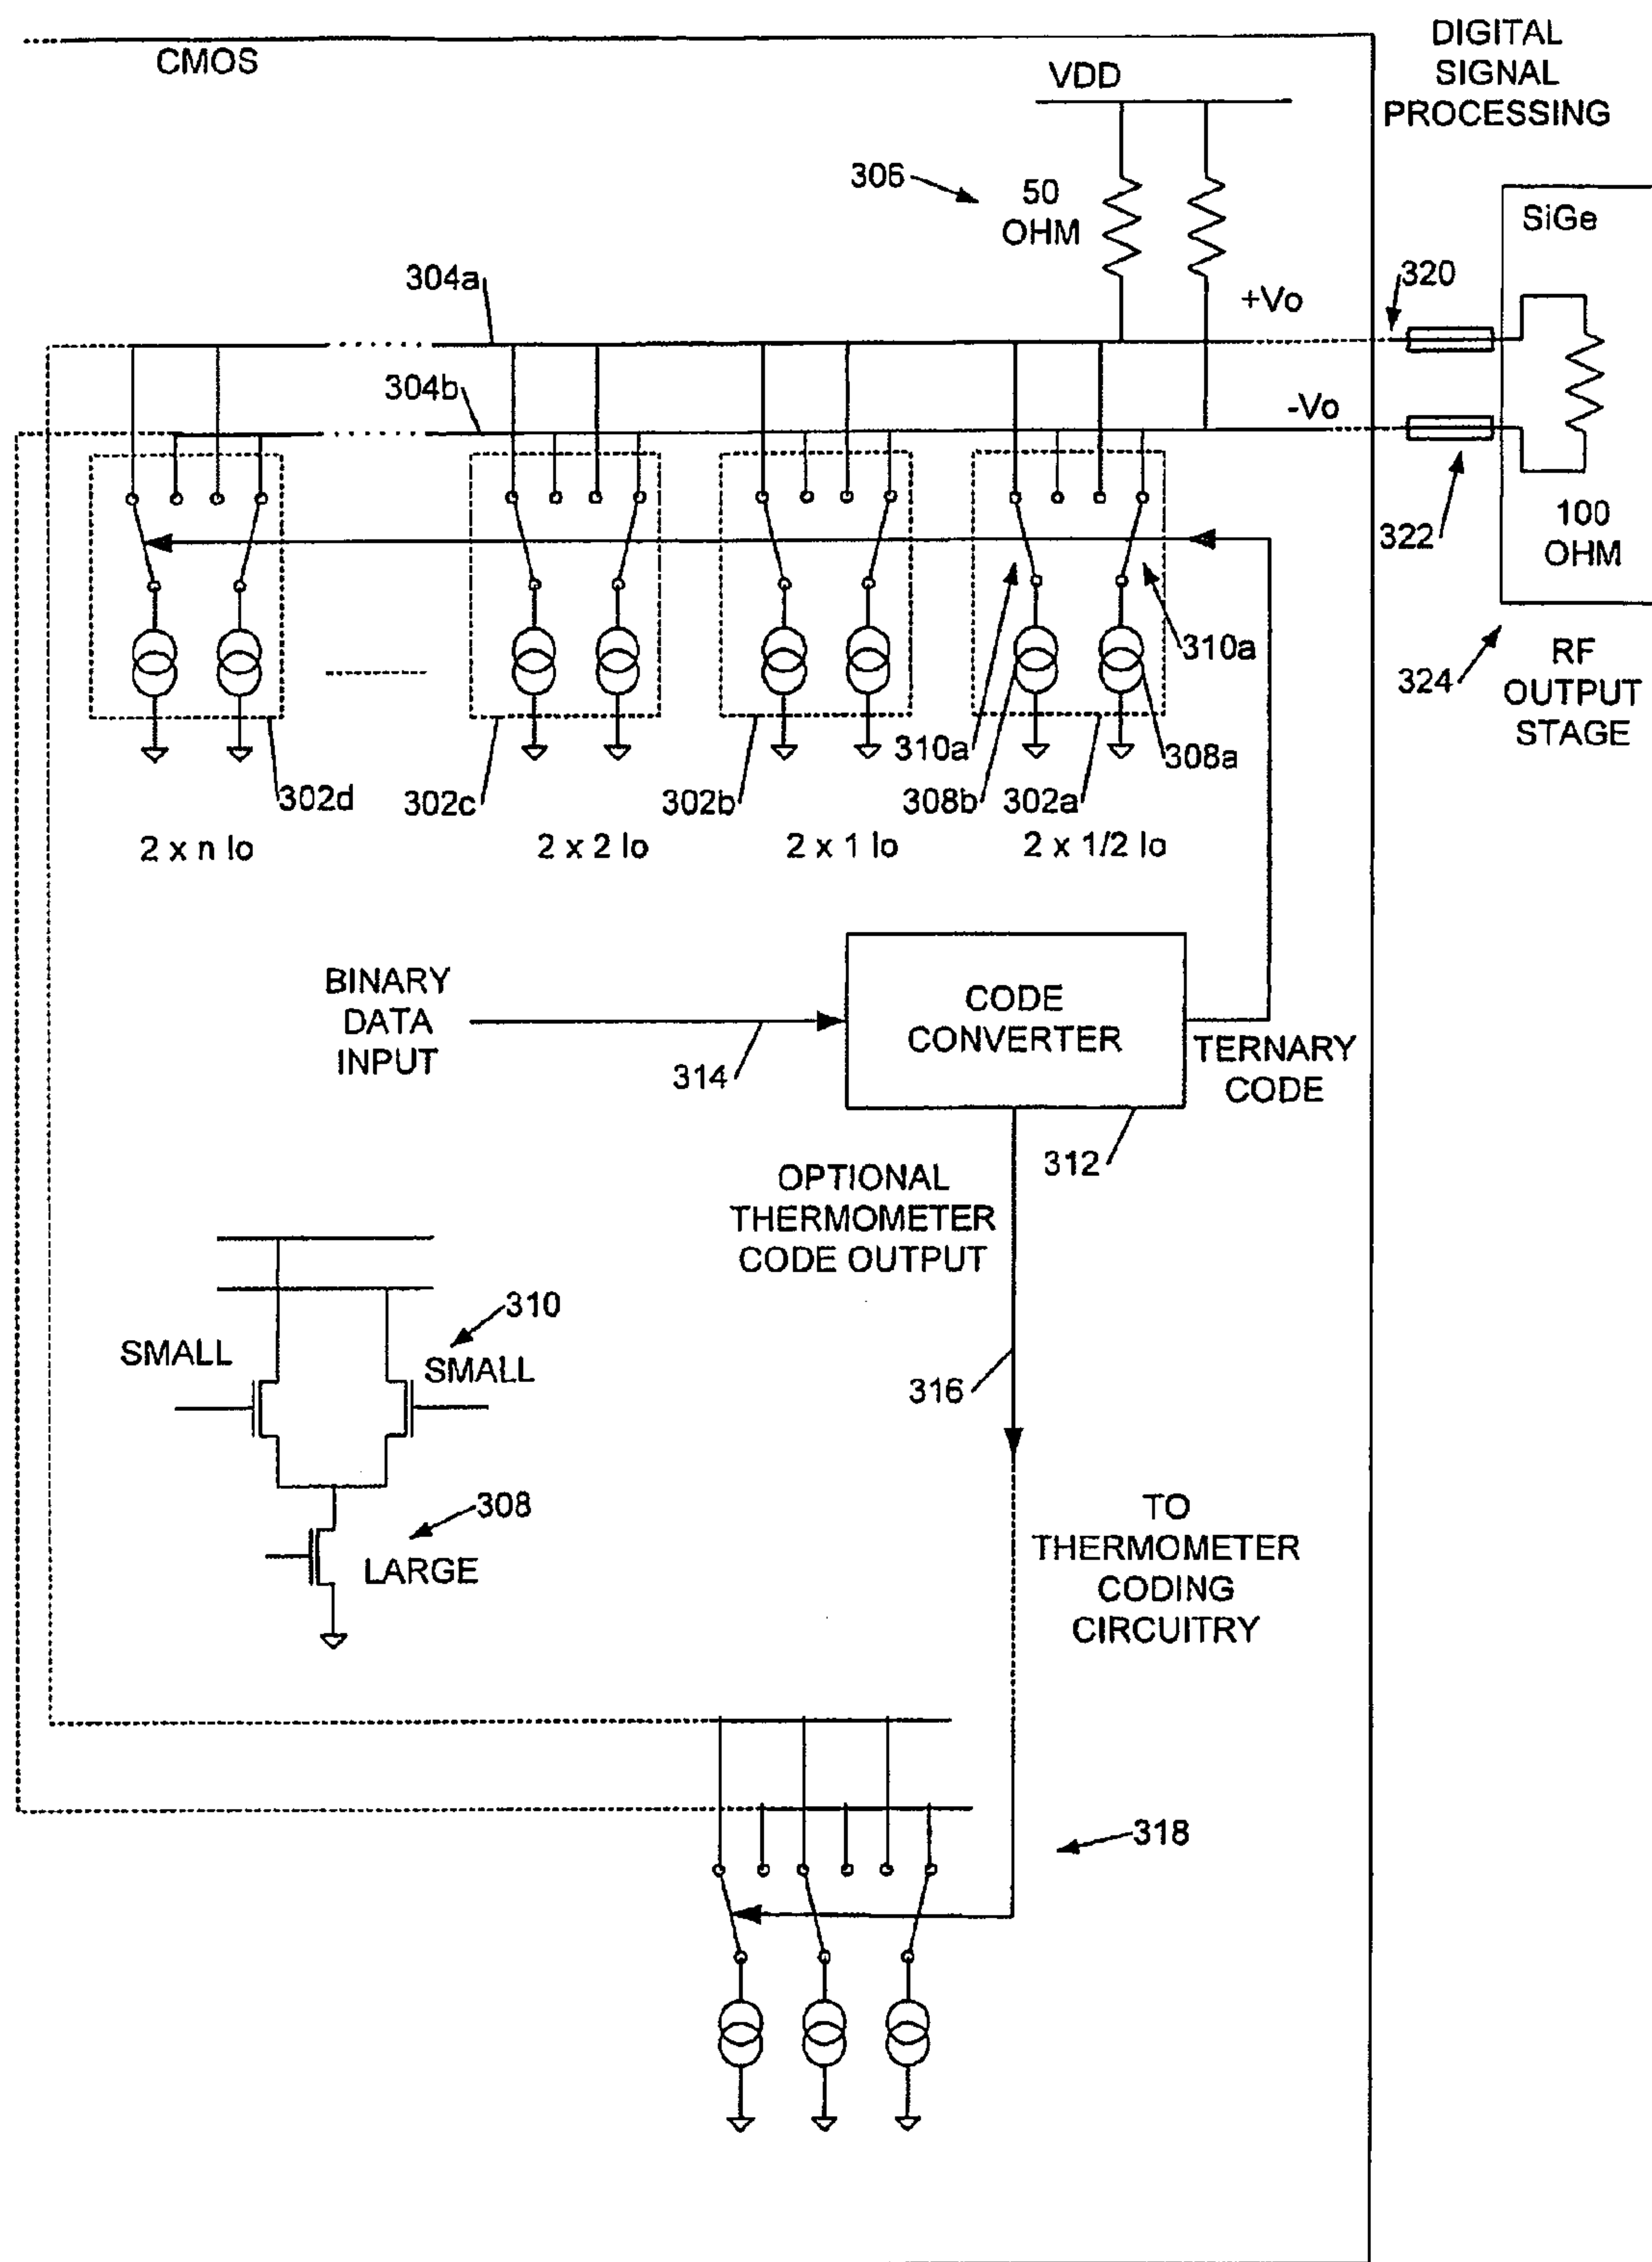 CMOS
DIGITAL
SIGNAL
PROCESSING
VDD
306
50
OHM
SiGe
304a
+Vo
320
304b
-Vo
322
100
OHM
310a
324
RF
OUTPUT
STAGE
310a
308a
302d
302c
302b
308b
302a
2 x n Io
2 x 2 Io
2 x 1 Io
2 x 1/2 Io
BINARY
DATA
INPUT
314
CODE
CONVERTER
TERNARY
CODE
312
OPTIONAL
THERMOMETER
CODE OUTPUT
310
SMALL
SMALL
316
308
LARGE
TO
THERMOMETER
CODING
CIRCUITRY
318